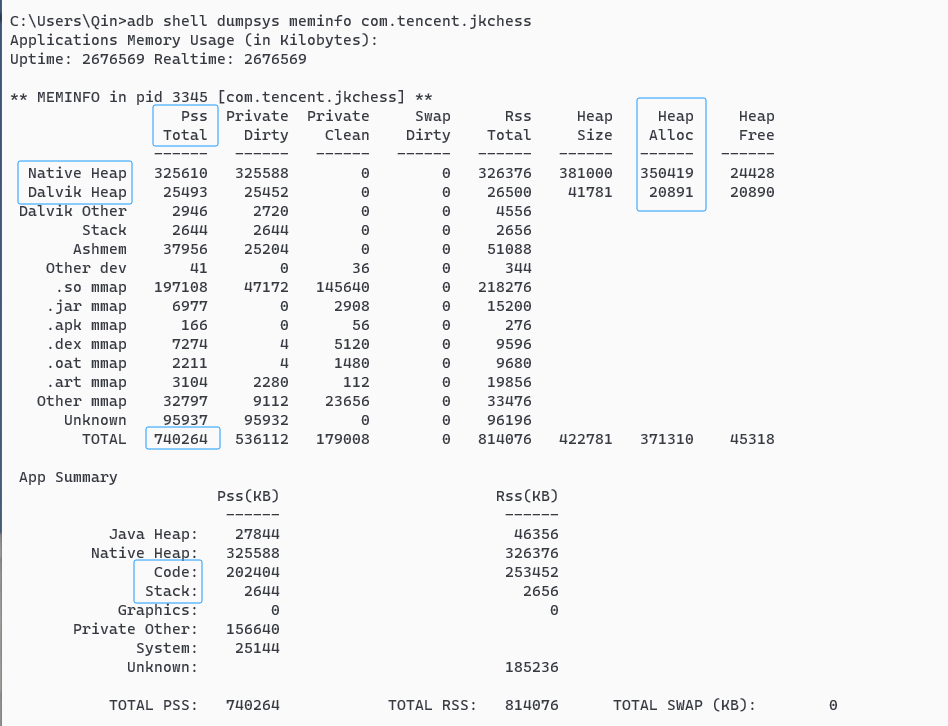 C:\Users\Qin>adb shell dumpsys meminfo com.tencent.jkchess
Applications Memory Usage (in Kilobytes):
Uptime: 2676569 Realtime: 2676569
** MEMINFO in pid 3345 [com.tencent.jkchess] **
Pss Private Private Swap Rss Heap Heap Heap
Total Dirty Clean Dirty Total Size Alloc Free
------ ------ ------ ------ ------ ------ ------ ------
Native Heap 325610 325588 0 0 326376 381000 350419 24428
Dalvik Heap 25493 25452 0 0 26500 41781 20891 20890
Dalvik Other 2946 2720 0 0 4556
Stack 2644 2644 0 0 2656
Ashmem 37956 25204 0 0 51088
Other dev 41 0 36 0 344
.so mmap 197108 47172 145640 0 218276
.jar mmap 6977 0 2908 0 15200
.apk mmap 166 0 56 0 276
.dex mmap 7274 4 5120 0 9596
.oat mmap 2211 4 1480 0 9680
.art mmap 3104 2280 112 0 19856
Other mmap 32797 9112 23656 0 33476
Unknown 95937 95932 0 0 96196
TOTAL 740264 536112 179008 0 814076 422781 371310 45318
App Summary
Pss(KB) Rss(KB)
------ ------
Java Heap: 27844 46356
Native Heap: 325588 326376
Code: 202404 253452
Stack: 2644 2656
Graphics: 0 0
Private Other: 156640
System: 25144
Unknown: 185236
TOTAL PSS: 740264 TOTAL RSS: 814076 TOTAL SWAP (KB): 0